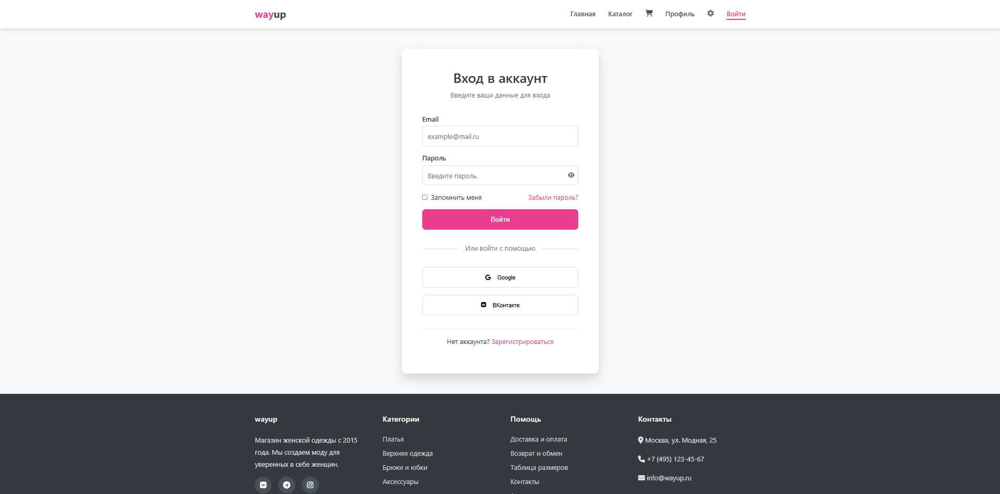 wayup
Главная
Каталог
Профиль
Войти
Вход в аккаунт
Введите ваши данные для входа
Email
example@mail.ru
Пароль
Введите пароль
Запомнить меня
Забыли пароль?
Войти
Или войти с помощью
Google
ВКонтакте
Нет аккаунта? Зарегистрироваться
wayup
Магазин женской одежды с 2015
года. Мы создаем моду для
уверенных в себе женщин.
Категории
Платья
Верхняя одежда
Брюки и юбки
Аксессуары
Помощь
Доставка и оплата
Возврат и обмен
Таблица размеров
Контакты
Контакты
Москва, ул. Модная, 25
+7 (495) 123-45-67
info@wayup.ru